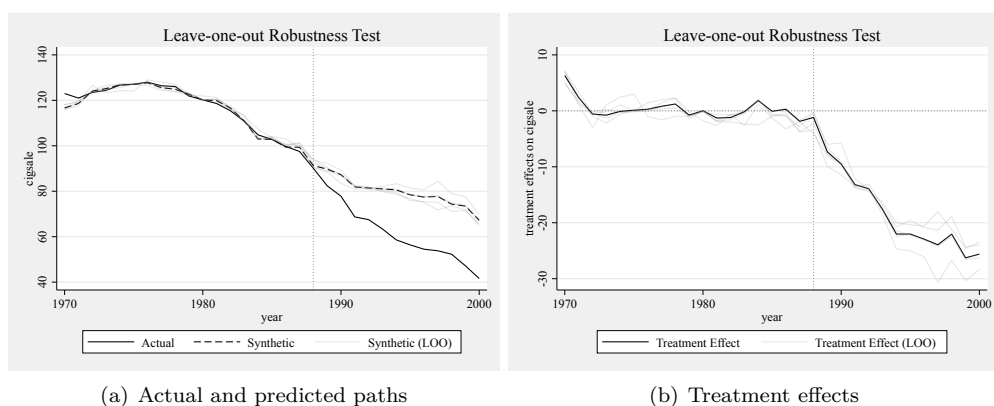 Leave-one-out Robustness Test
140
120
100
80
60
40
cigsale
1970 1980 1990 2000
year
Actual Synthetic Synthetic (LOO)
(a) Actual and predicted paths
Leave-one-out Robustness Test
10
0
-10
-20
-30
treatment effects on cigsale
1970 1980 1990 2000
year
Treatment Effect Treatment Effect (LOO)
(b) Treatment effects